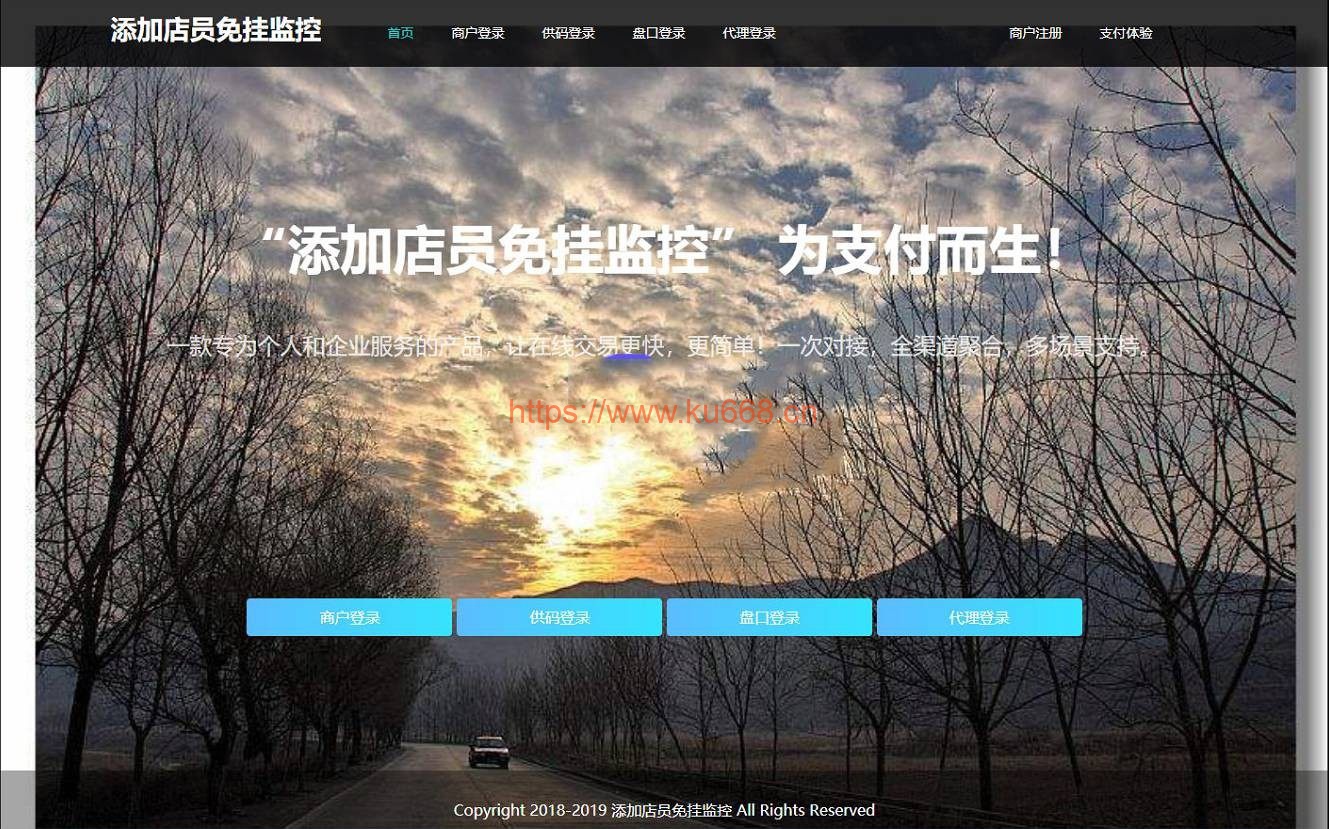 添加店员免挂监控 首页 商户登录 供码登录 盘口登录 代理登录 商户注册 支付体验
“添加店员免挂监控” 为支付而生！
一款专为个人和企业服务的产品，让在线交易更快，更简单！一次对接，全渠道聚合，多场景支持。
https://www.ku668.cn
商户登录 供码登录 盘口登录 代理登录
Copyright 2018-2019 添加店员免挂监控 All Rights Reserved